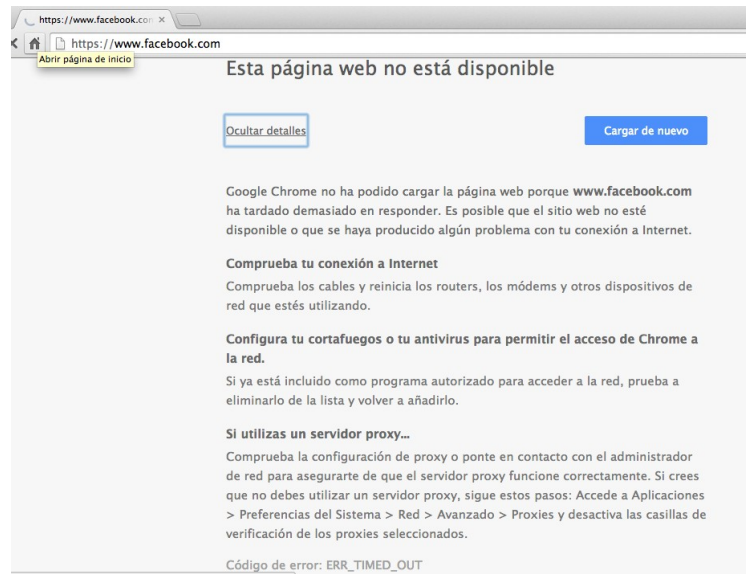 https://www.facebook.con
https://www.facebook.com
Abrir página de inicio
Esta página web no está disponible
Ocultar detalles
Cargar de nuevo
Google Chrome no ha podido cargar la página web porque www.facebook.com
ha tardado demasiado en responder. Es posible que el sitio web no esté
disponible o que se haya producido algún problema con tu conexión a Internet.
Comprueba tu conexión a Internet
Comprueba los cables y reinicia los routers, los módems y otros dispositivos de
red que estés utilizando.
Configura tu cortafuegos o tu antivirus para permitir el acceso de Chrome a
la red.
Si ya está incluido como programa autorizado para acceder a la red, prueba a
eliminarlo de la lista y volver a añadirlo.
Si utilizas un servidor proxy...
Comprueba la configuración de proxy o ponte en contacto con el administrador
de red para asegurarte de que el servidor proxy funcione correctamente. Si crees
que no debes utilizar un servidor proxy, sigue estos pasos: Accede a Aplicaciones
> Preferencias del Sistema > Red > Avanzado > Proxies y desactiva las casillas de
verificación de los proxies seleccionados.
Código de error: ERR_TIMED_OUT